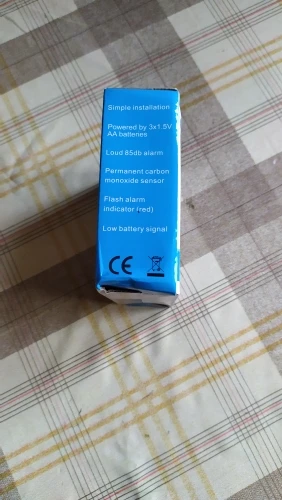 Simple installation
Powered by 3x1.5V
AA batteries
Loud 85db alarm
Permanent carbon
monoxide sensor
Flash alarm
indicator (red)
Low battery signal
CE